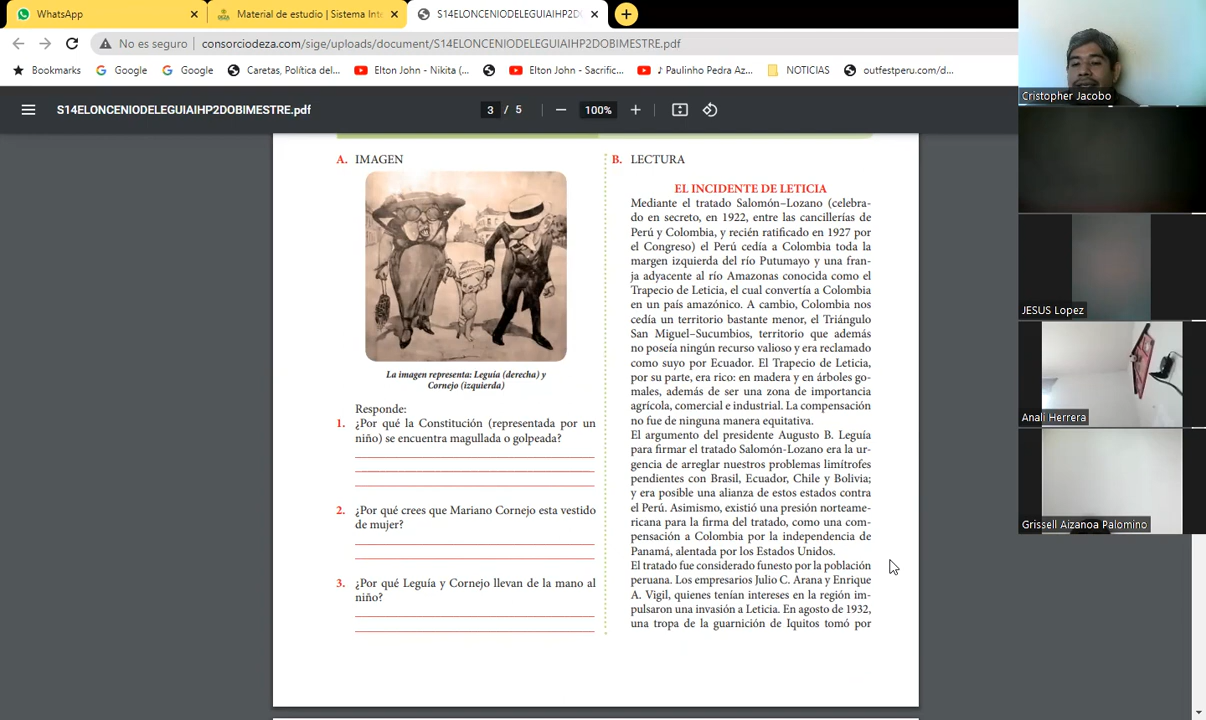 WhatsApp
Material de estudio | Sistema Inte
S14ELONCENIODELEGUIAIHP2DO
No es seguro
consorciodeza.com/sige/uploads/document/S14ELONCENIODELEGUIAIHP2DOBIMESTRE.pdf
Bookmarks
Google
Google
Caretas, Política del...
Elton John - Nikita (...
Elton John - Sacrific...
♪ Paulinho Pedra Az...
NOTICIAS
outfestperu.com/d...
S14ELONCENIODELEGUIAIHP2DOBIMESTRE.pdf
3 / 5
100%
A. IMAGEN
La imagen representa: Leguía (derecha) y
Cornejo (izquierda)
Responde:
1. ¿Por qué la Constitución (representada por un
niño) se encuentra magullada o golpeada?
2. ¿Por qué crees que Mariano Cornejo esta vestido
de mujer?
3. ¿Por qué Leguía y Cornejo llevan de la mano al
niño?
B. LECTURA
EL INCIDENTE DE LETICIA
Mediante el tratado Salomón–Lozano (celebra-
do en secreto, en 1922, entre las cancillerías de
Perú y Colombia, y recién ratificado en 1927 por
el Congreso) el Perú cedía a Colombia toda la
margen izquierda del río Putumayo y una fran-
ja adyacente al río Amazonas conocida como el
Trapecio de Leticia, el cual convertía a Colombia
en un país amazónico. A cambio, Colombia nos
cedía un territorio bastante menor, el Triángulo
San Miguel–Sucumbios, territorio que además
no poseía ningún recurso valioso y era reclamado
como suyo por Ecuador. El Trapecio de Leticia,
por su parte, era rico: en madera y en árboles go-
males, además de ser una zona de importancia
agrícola, comercial e industrial. La compensación
no fue de ninguna manera equitativa.
El argumento del presidente Augusto B. Leguía
para firmar el tratado Salomón-Lozano era la ur-
gencia de arreglar nuestros problemas limítrofes
pendientes con Brasil, Ecuador, Chile y Bolivia;
y era posible una alianza de estos estados contra
el Perú. Asimismo, existió una presión norteame-
ricana para la firma del tratado, como una com-
pensación a Colombia por la independencia de
Panamá, alentada por los Estados Unidos.
El tratado fue considerado funesto por la población
peruana. Los empresarios Julio C. Arana y Enrique
A. Vigil, quienes tenían intereses en la región im-
pulsaron una invasión a Leticia. En agosto de 1932,
una tropa de la guarnición de Iquitos tomó por
Cristopher Jacobo
JESUS Lopez
Anali Herrera
Grissell Aizanoa Palomino